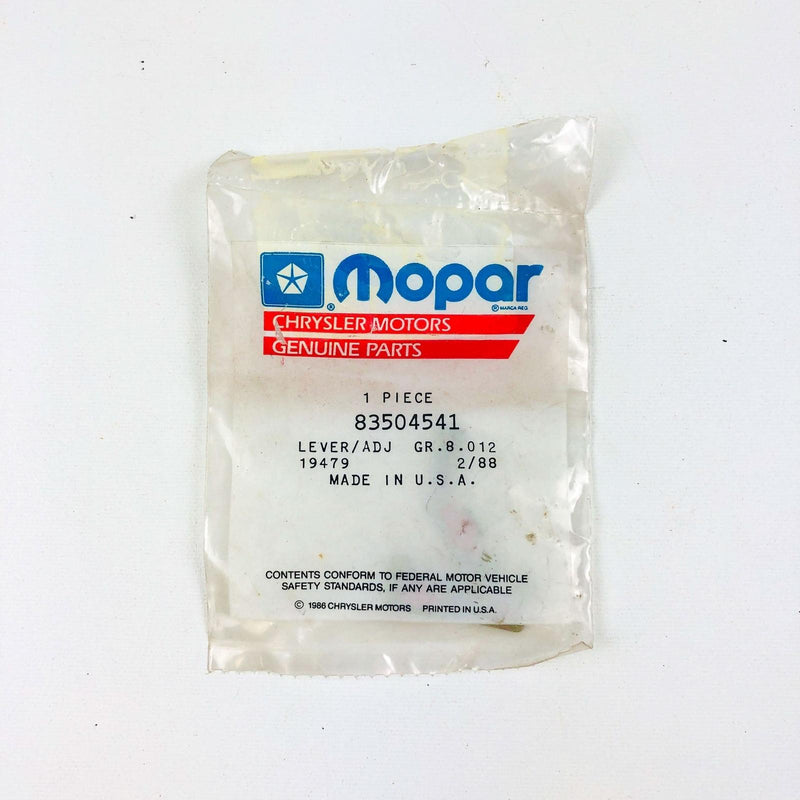 mopar
® ® MARCA REG
CHRYSLER MOTORS
GENUINE PARTS
1 PIECE
83504541
LEVER/ADJ GR.8.012
19479 2/88
MADE IN U.S.A.
CONTENTS CONFORM TO FEDERAL MOTOR VEHICLE
SAFETY STANDARDS, IF ANY ARE APPLICABLE
© 1986 CHRYSLER MOTORS PRINTED IN U.S.A.